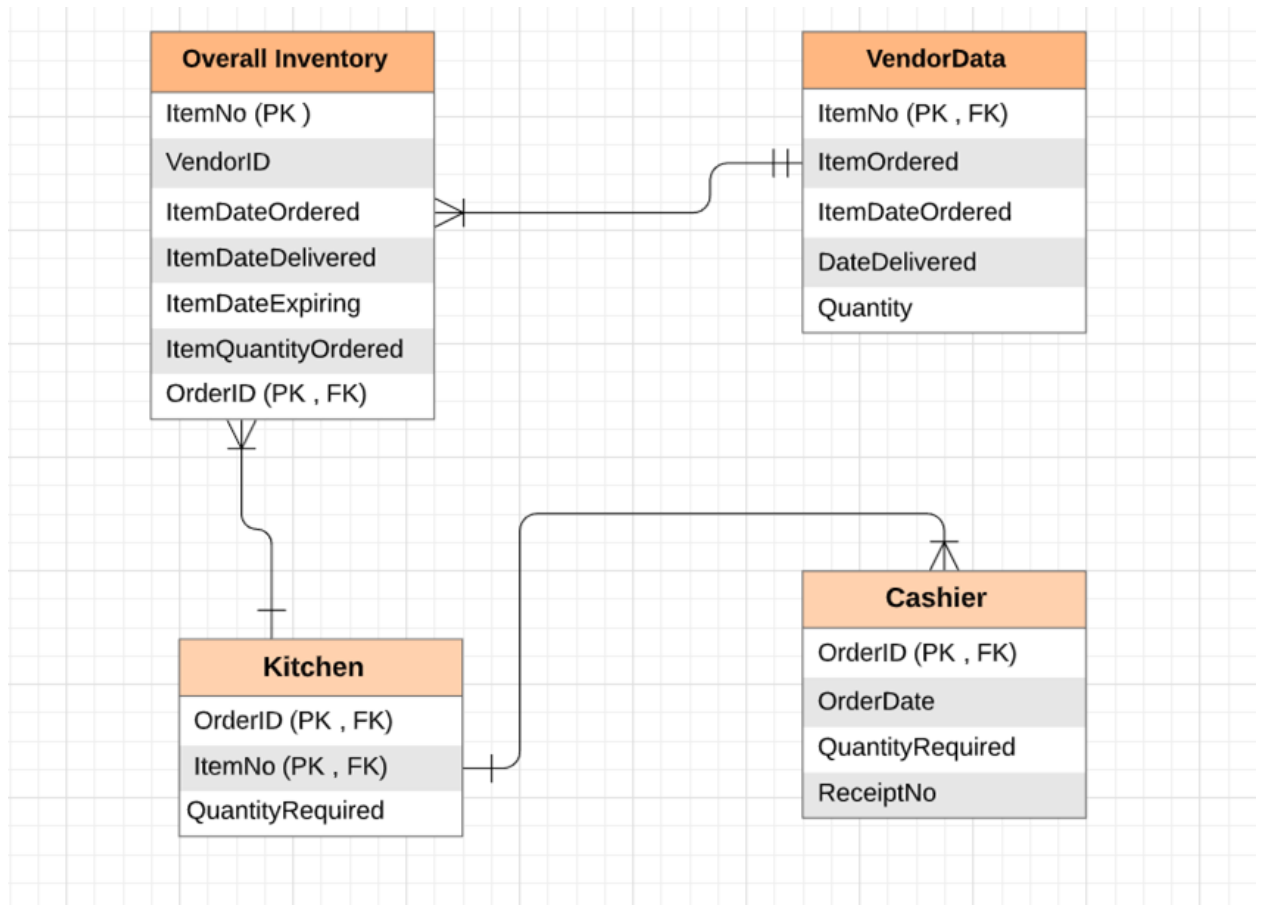 Overall Inventory
ItemNo (PK )
VendorID
ItemDateOrdered
ItemDateDelivered
ItemDateExpiring
ItemQuantityOrdered
OrderID (PK , FK)
VendorData
ItemNo (PK , FK)
ItemOrdered
ItemDateOrdered
DateDelivered
Quantity
Kitchen
OrderID (PK , FK)
ItemNo (PK , FK)
QuantityRequired
Cashier
OrderID (PK , FK)
OrderDate
QuantityRequired
ReceiptNo